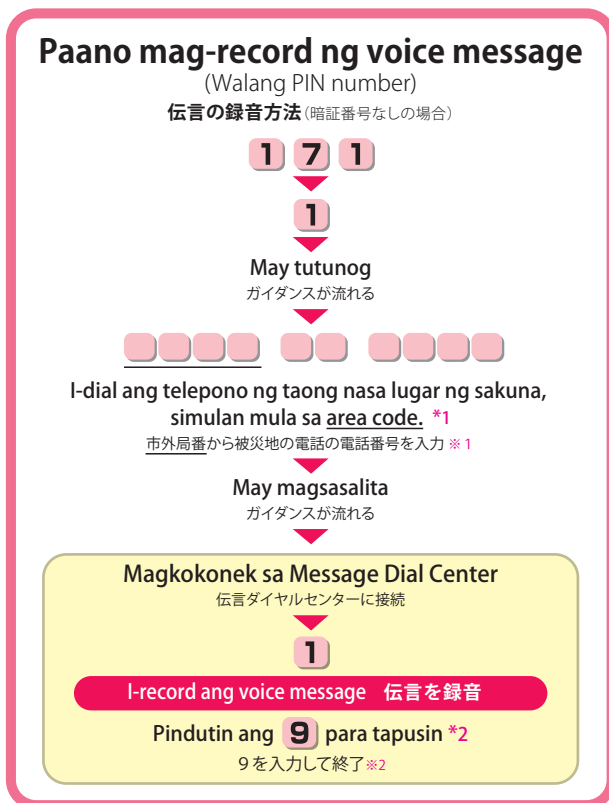 Paano mag-record ng voice message
(Walang PIN number)
伝言の録音方法（暗証番号なしの場合）
1 7 1
1
May tutunog
ガイダンスが流れる
I-dial ang telepono ng taong nasa lugar ng sakuna,
simulan mula sa area code. *1
市外局番から被災地の電話の電話番号を入力 ※1
May magsasalita
ガイダンスが流れる
Magkokonek sa Message Dial Center
伝言ダイヤルセンターに接続
1
I-record ang voice message 伝言を録音
Pindutin ang 9 para tapusin *2
9を入力して終了※2